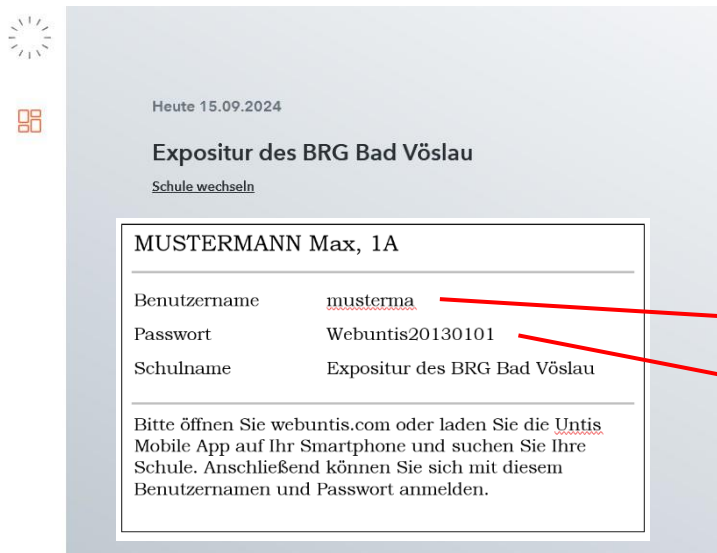 Heute 15.09.2024
Expositur des BRG Bad Vöslau
Schule wechseln
MUSTERMANN Max, 1A
Benutzername musterma
Passwort Webuntis20130101
Schulname Expositur des BRG Bad Vöslau
Bitte öffnen Sie webuntis.com oder laden Sie die Untis
Mobile App auf Ihr Smartphone und suchen Sie Ihre
Schule. Anschließend können Sie sich mit diesem
Benutzernamen und Passwort anmelden.